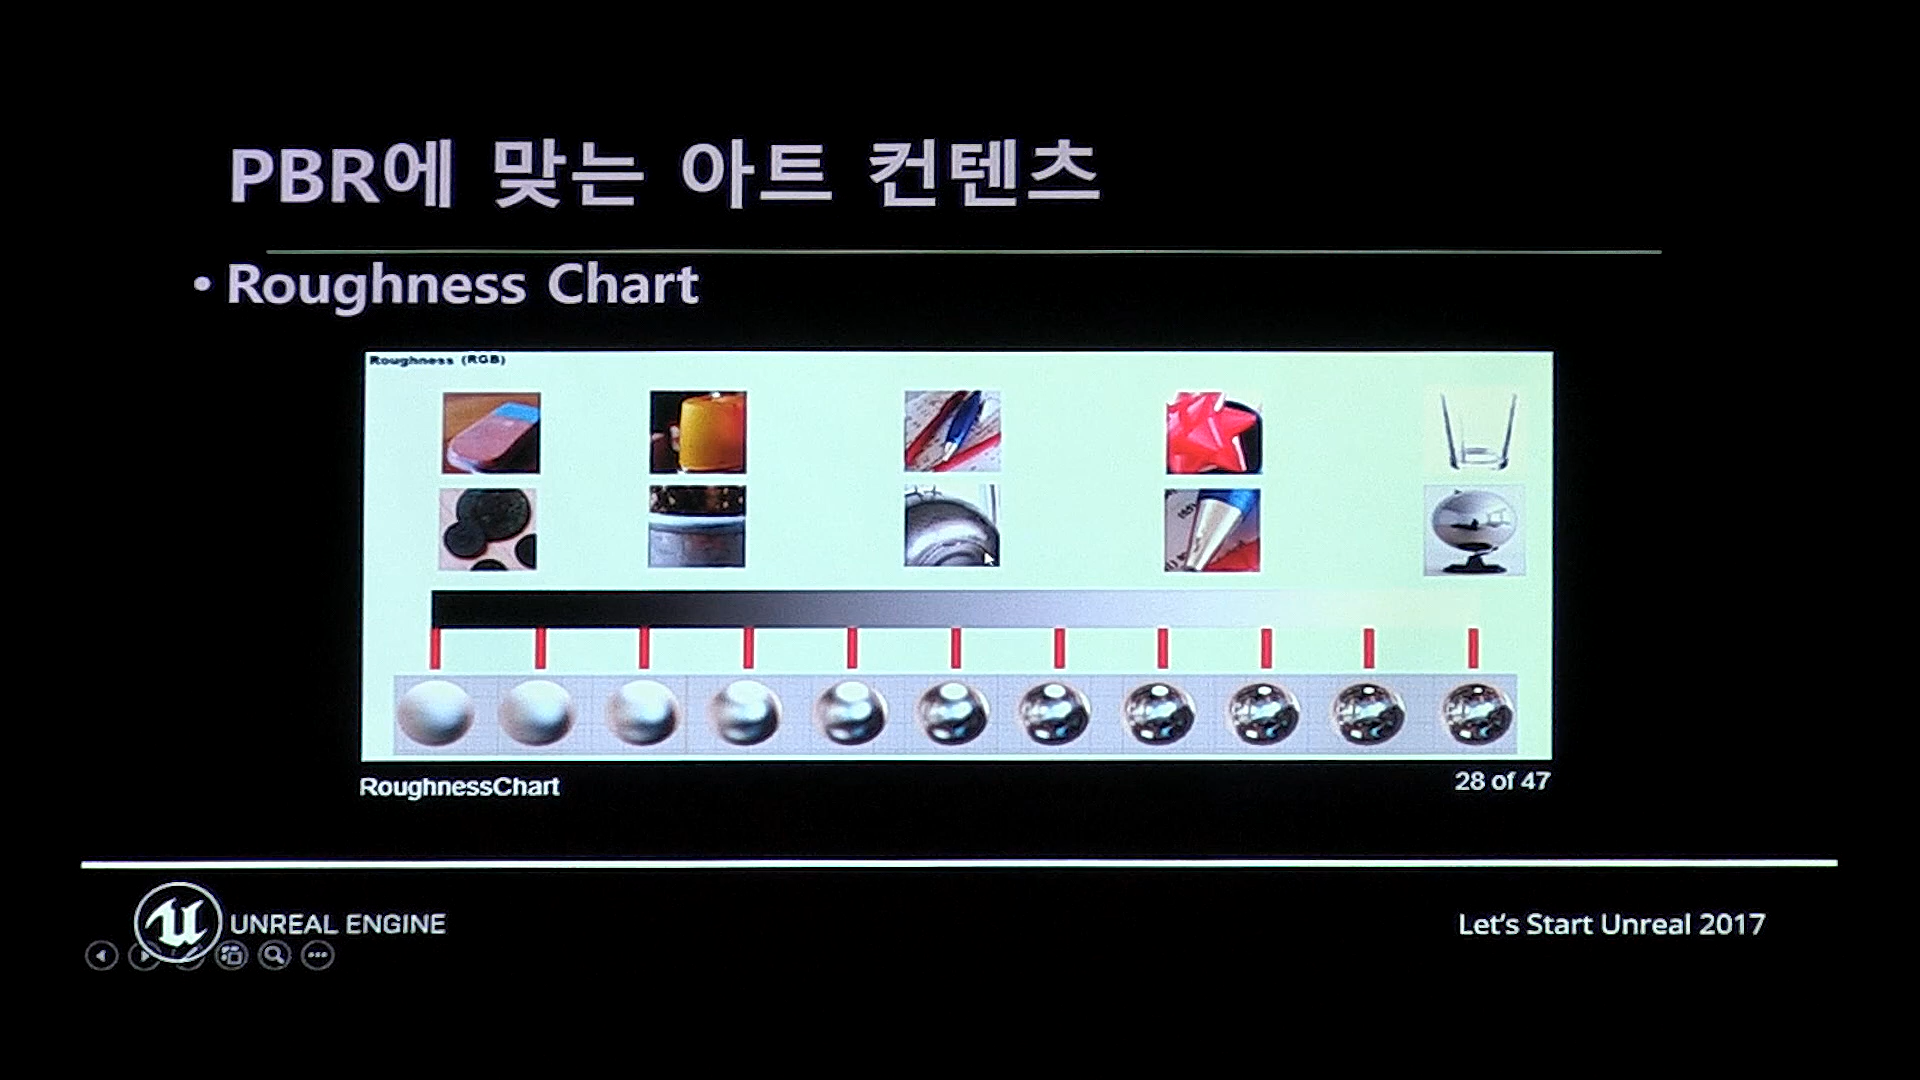 PBR에 맞는 아트 컨텐츠
• Roughness Chart
Roughness (RGB)
RoughnessChart
28 of 47
UNREAL ENGINE
Let's Start Unreal 2017